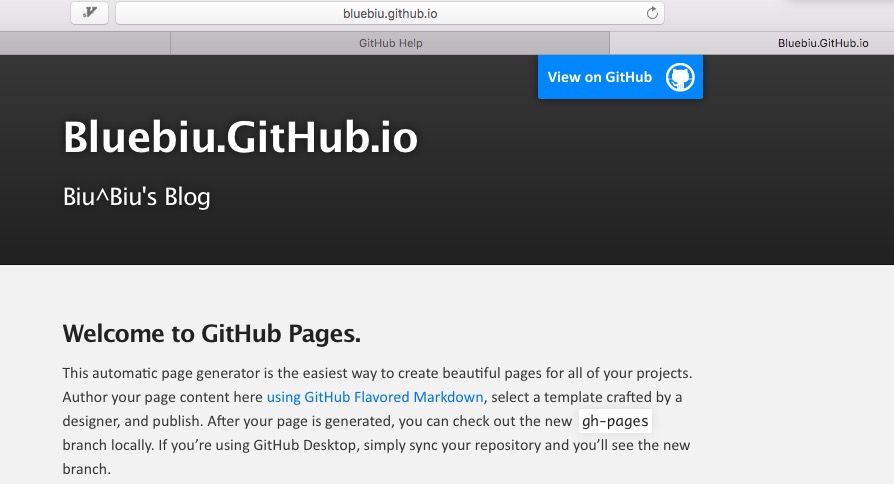 bluebiu.github.io
GitHub Help
Bluebiu.GitHub.io
View on GitHub
Bluebiu.GitHub.io
Biu^Biu's Blog
Welcome to GitHub Pages.
This automatic page generator is the easiest way to create beautiful pages for all of your projects.
Author your page content here using GitHub Flavored Markdown, select a template crafted by a
designer, and publish. After your page is generated, you can check out the new gh-pages
branch locally. If you’re using GitHub Desktop, simply sync your repository and you’ll see the new
branch.